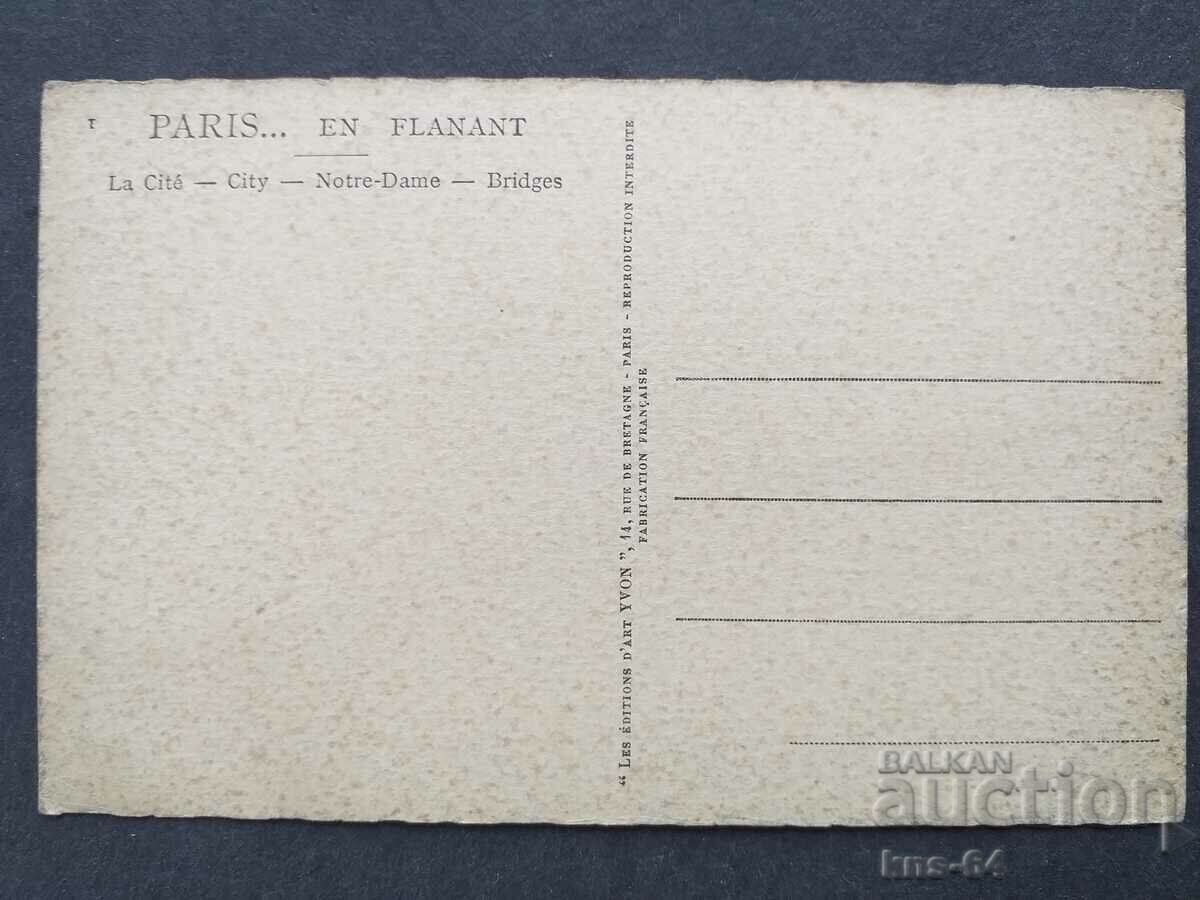 1 PARIS... EN FLANANT
La Cité — City — Notre-Dame — Bridges
“ LES ÉDITIONS D'ART YVON ”, 14, RUE DE BRETAGNE - PARIS - REPRODUCTION INTERDITE
FABRICATION FRANÇAISE
BALKAN
auction
kns-64